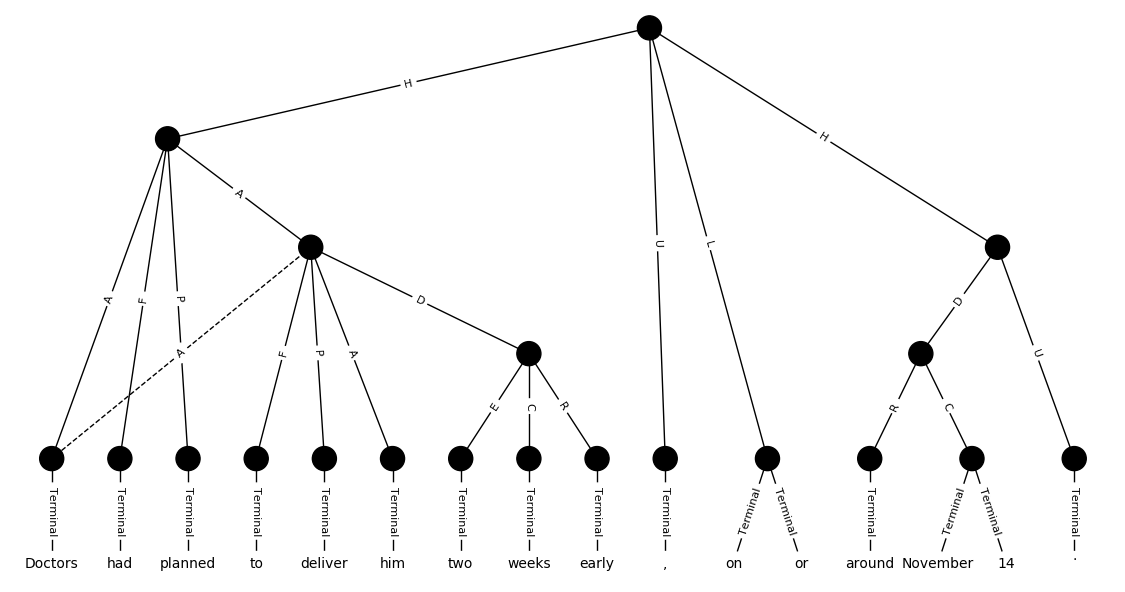 H
H
A
U
L
A
F
P
A
F
P
A
D
D
U
E
C
R
R
C
Terminal Terminal Terminal Terminal Terminal Terminal Terminal Terminal Terminal Terminal Terminal Terminal Terminal Terminal Terminal Terminal
Doctors had planned to deliver him two weeks early , on or around November 14 .